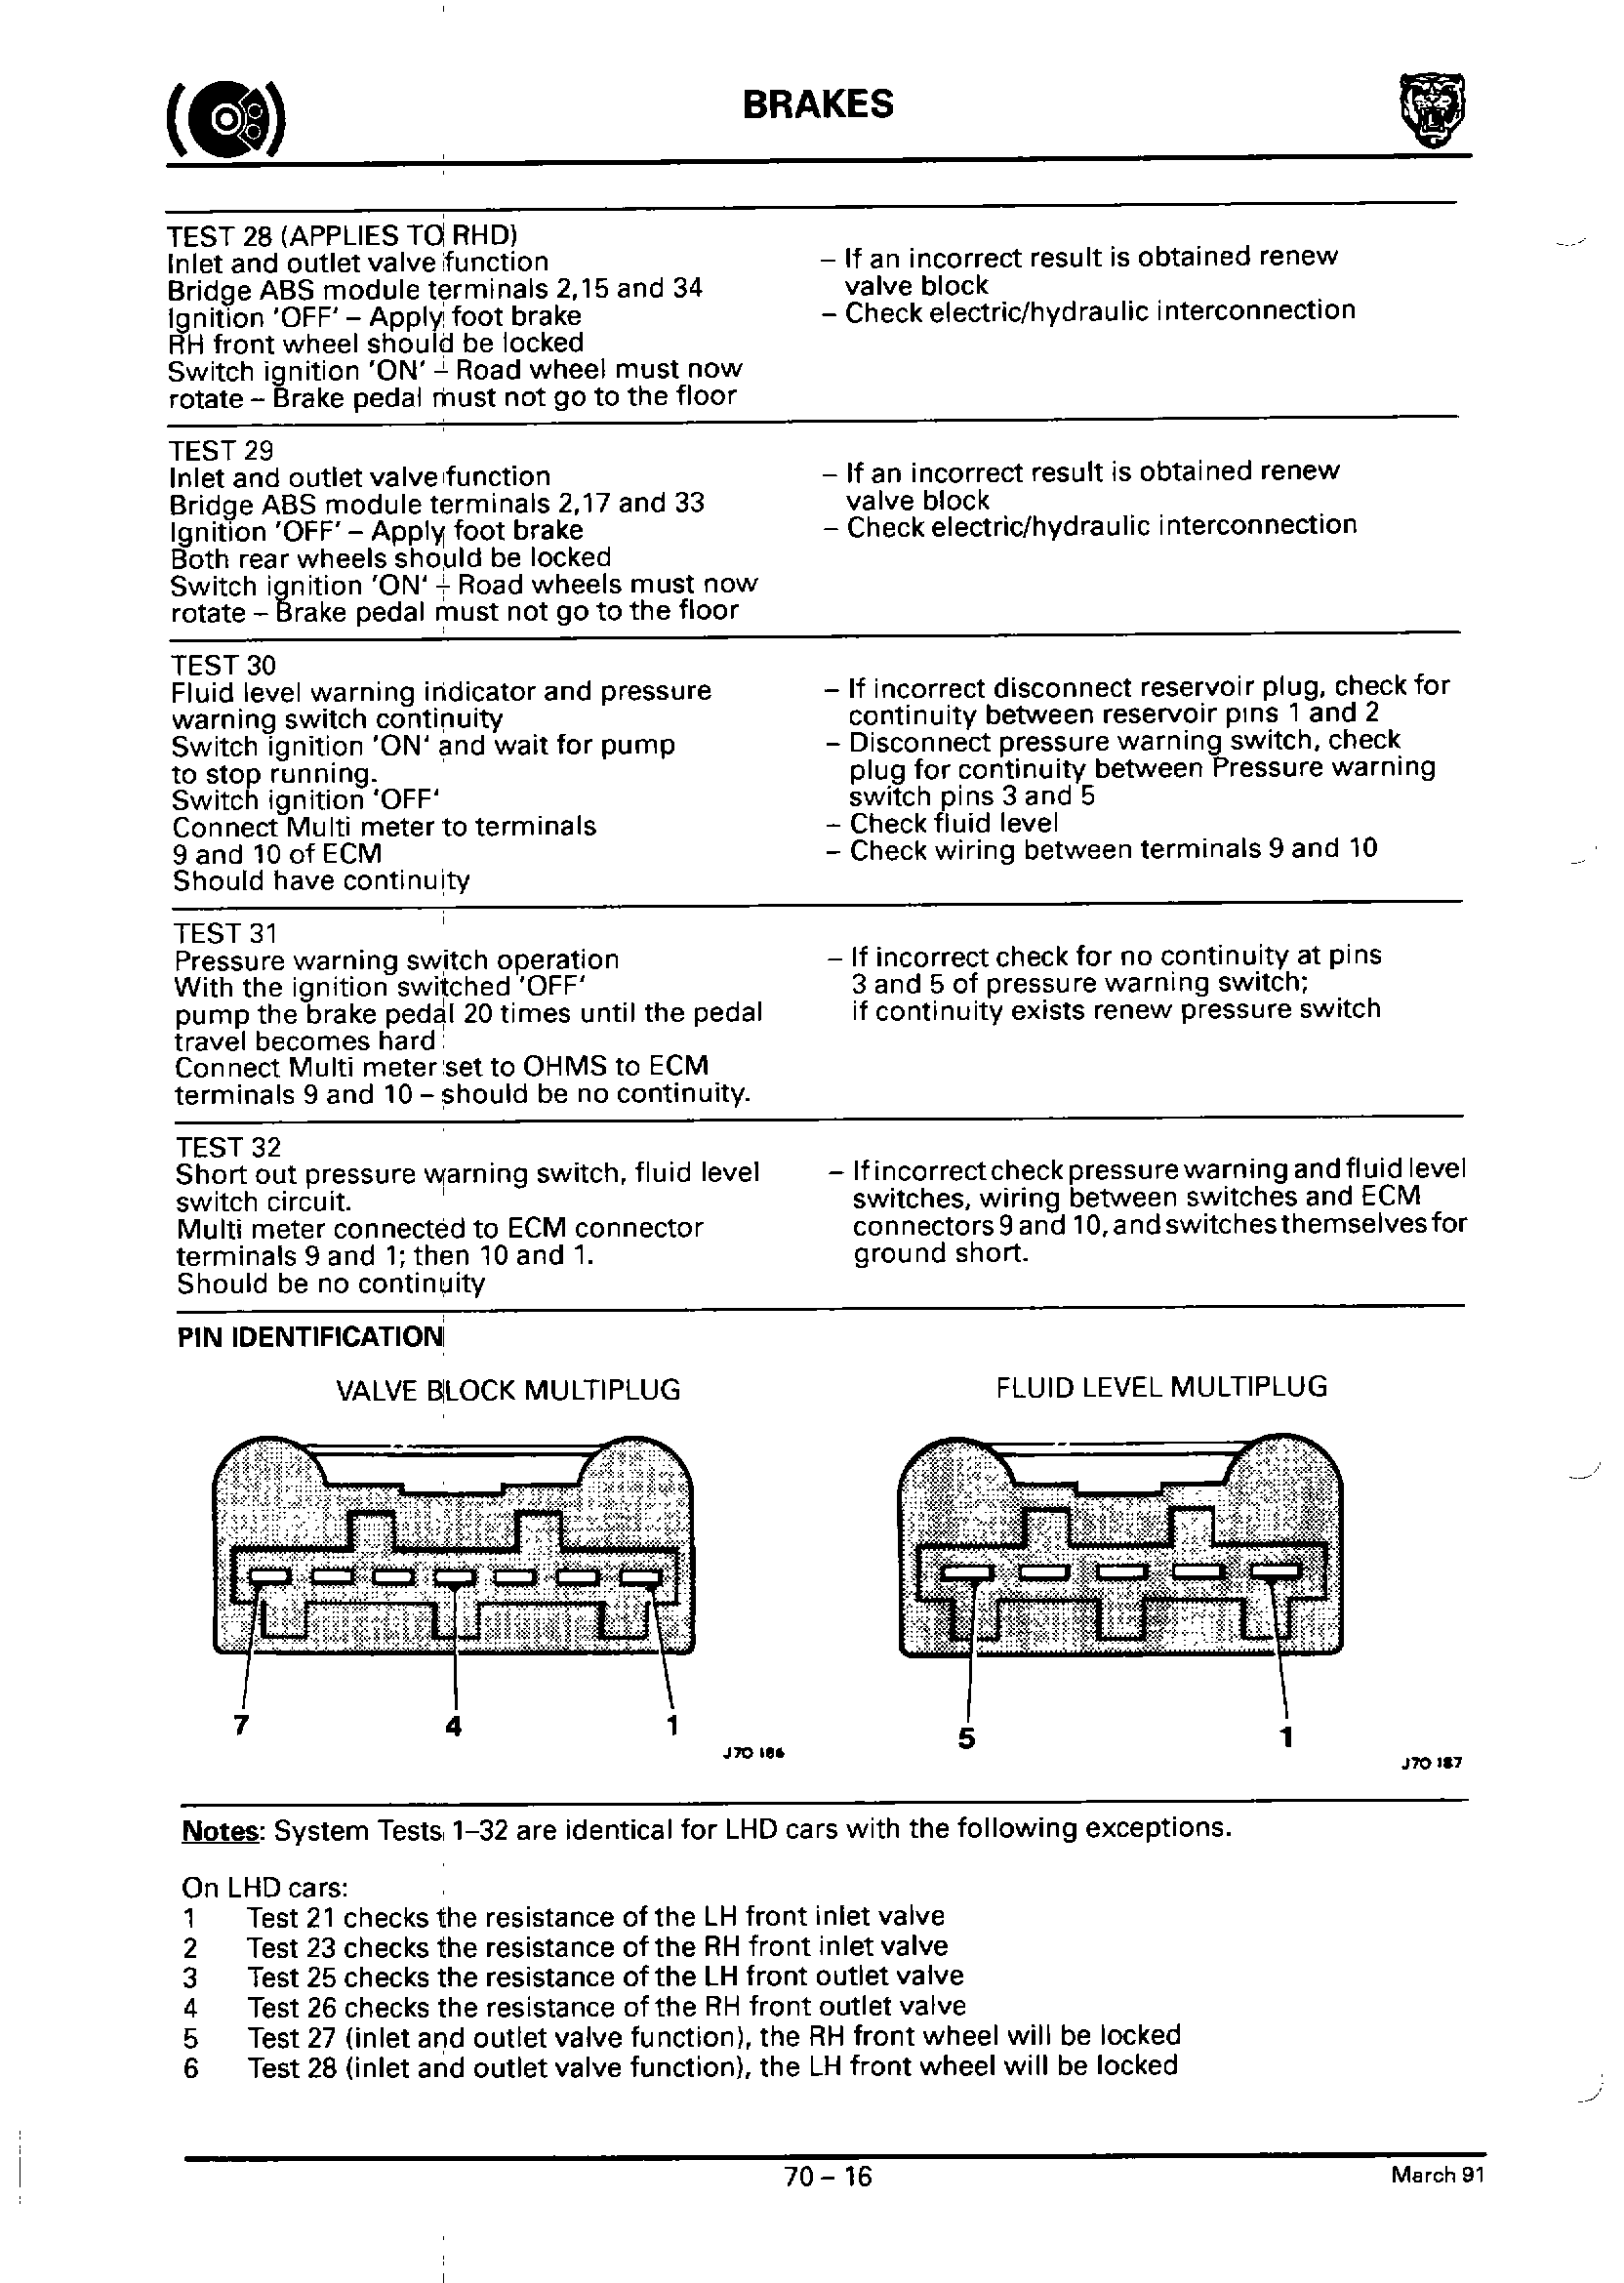 BRAKES
TEST 28 (APPLIES TO RHD)
Inlet and outlet valve function
Bridge ABS module terminals 2,15 and 34
Ignition 'OFF' – Apply foot brake
RH front wheel should be locked
Switch ignition 'ON' – Road wheel must now
rotate – Brake pedal must not go to the floor
– If an incorrect result is obtained renew
valve block
– Check electric/hydraulic interconnection
TEST 29
Inlet and outlet valve function
Bridge ABS module terminals 2,17 and 33
Ignition 'OFF' – Apply foot brake
Both rear wheels should be locked
Switch ignition 'ON' – Road wheels must now
rotate – Brake pedal must not go to the floor
– If an incorrect result is obtained renew
valve block
– Check electric/hydraulic interconnection
TEST 30
Fluid level warning indicator and pressure
warning switch continuity
Switch ignition 'ON' and wait for pump
to stop running.
Switch ignition 'OFF'
Connect Multi meter to terminals
9 and 10 of ECM
Should have continuity
– If incorrect disconnect reservoir plug, check for
continuity between reservoir pins 1 and 2
– Disconnect pressure warning switch, check
plug for continuity between Pressure warning
switch pins 3 and 5
– Check fluid level
– Check wiring between terminals 9 and 10
TEST 31
Pressure warning switch operation
With the ignition switched 'OFF'
pump the brake pedal 20 times until the pedal
travel becomes hard
Connect Multi meter set to OHMS to ECM
terminals 9 and 10 – should be no continuity.
– If incorrect check for no continuity at pins
3 and 5 of pressure warning switch;
if continuity exists renew pressure switch
TEST 32
Short out pressure warning switch, fluid level
switch circuit.
Multi meter connected to ECM connector
terminals 9 and 1; then 10 and 1.
Should be no continuity
– If incorrect check pressure warning and fluid level
switches, wiring between switches and ECM
connectors 9 and 10, and switches themselves for
ground short.
PIN IDENTIFICATION
VALVE BLOCK MULTIPLUG
7 4 1
J70 186
FLUID LEVEL MULTIPLUG
5 1
J70 187
Notes: System Tests 1–32 are identical for LHD cars with the following exceptions.
On LHD cars:
1 Test 21 checks the resistance of the LH front inlet valve
2 Test 23 checks the resistance of the RH front inlet valve
3 Test 25 checks the resistance of the LH front outlet valve
4 Test 26 checks the resistance of the RH front outlet valve
5 Test 27 (inlet and outlet valve function), the RH front wheel will be locked
6 Test 28 (inlet and outlet valve function), the LH front wheel will be locked
70 – 16
March 91